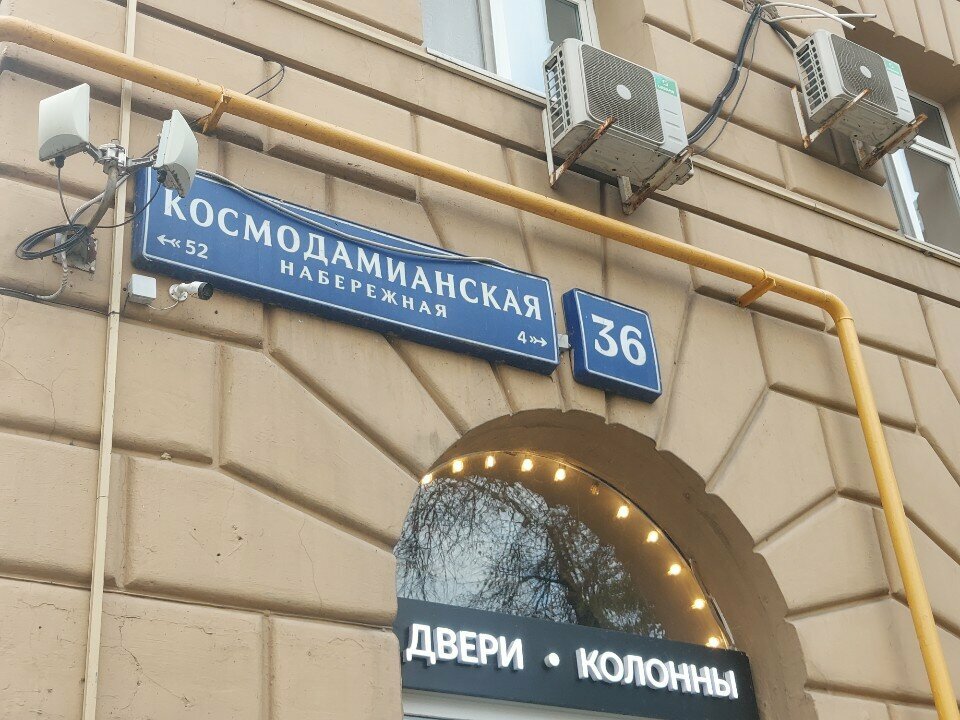 КОСМОДАМИАНСКАЯ
НАБЕРЕЖНАЯ
52
4
36
ДВЕРИ • КОЛОННЫ